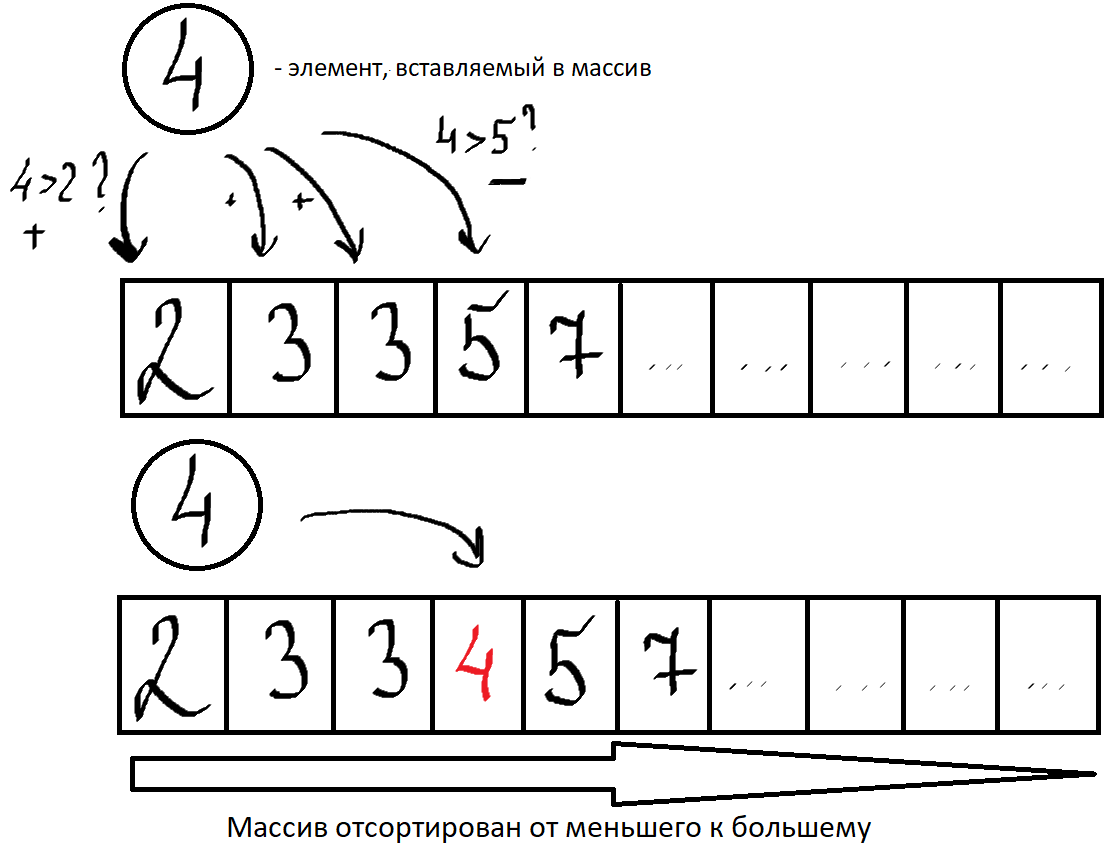 4
- элемент, вставляемый в массив
4>5?
–
4>2?
+
+ +
2 3 3 5 7 ... ... ... ... ...
4
2 3 3 4 5 7 ... ... ... ...
Массив отсортирован от меньшего к большему